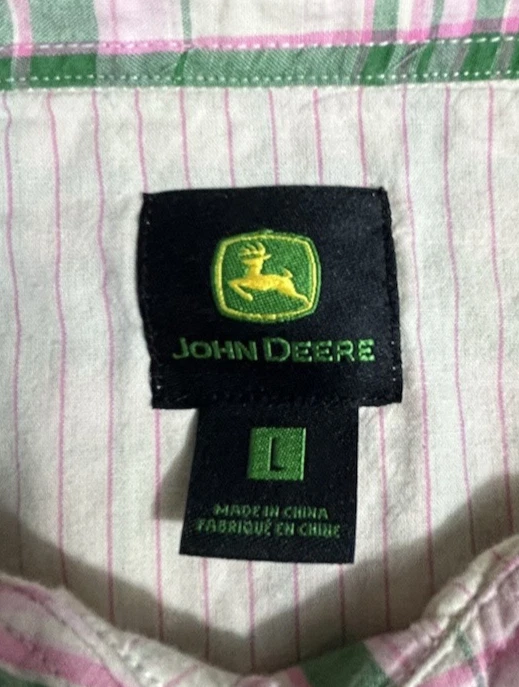 JOHN DEERE
L
MADE IN CHINA
FABRIQUÉ EN CHINE